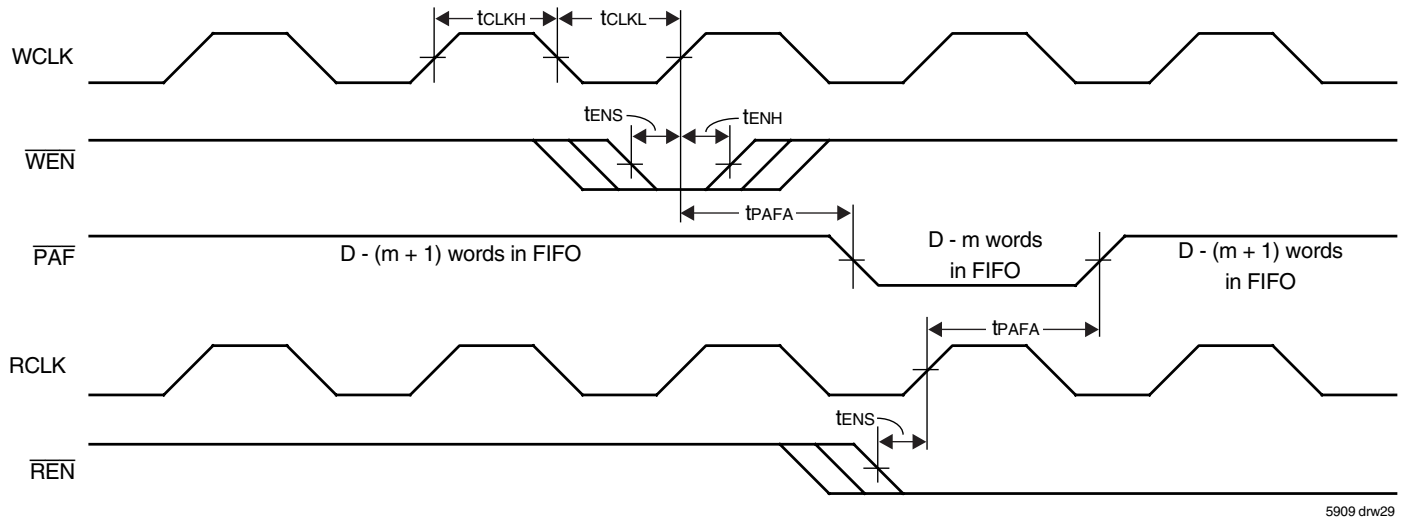 tCLKH tCLKL
WCLK
tENS tENH
WEN
tPAFA
PAF
D - (m + 1) words in FIFO
D - m words
in FIFO
D - (m + 1) words
in FIFO
tPAFA
RCLK
tENS
REN
5909 drw29